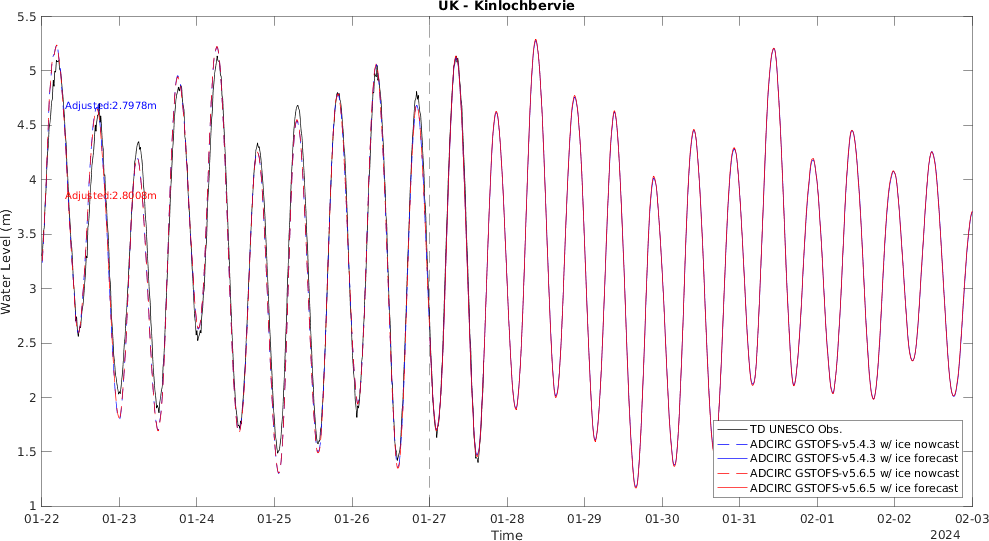 UK - Kinlochbervie
5.5
5
4.5
4
3.5
3
2.5
2
1.5
1
Water Level (m)
Adjusted:2.7978m
Adjusted:2.8008m
TD UNESCO Obs.
ADCIRC GSTOFS-v5.4.3 w/ ice nowcast
ADCIRC GSTOFS-v5.4.3 w/ ice forecast
ADCIRC GSTOFS-v5.6.5 w/ ice nowcast
ADCIRC GSTOFS-v5.6.5 w/ ice forecast
01-22 01-23 01-24 01-25 01-26 01-27 01-28 01-29 01-30 01-31 02-01 02-02 02-03
Time
2024